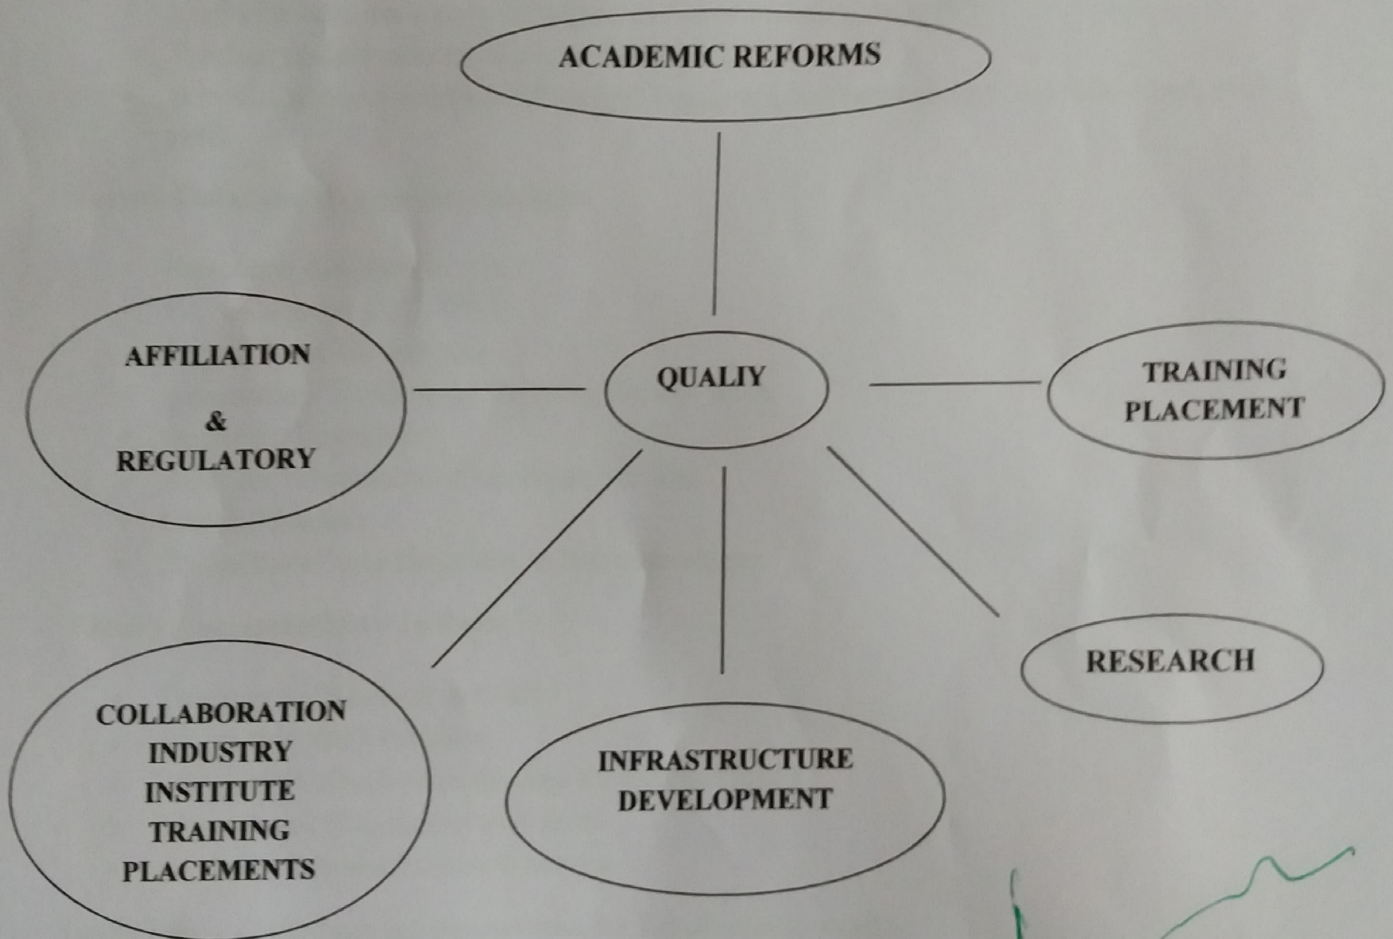 ACADEMIC REFORMS
AFFILIATION
&
REGULATORY
QUALIY
TRAINING
PLACEMENT
COLLABORATION
INDUSTRY
INSTITUTE
TRAINING
PLACEMENTS
INFRASTRUCTURE
DEVELOPMENT
RESEARCH